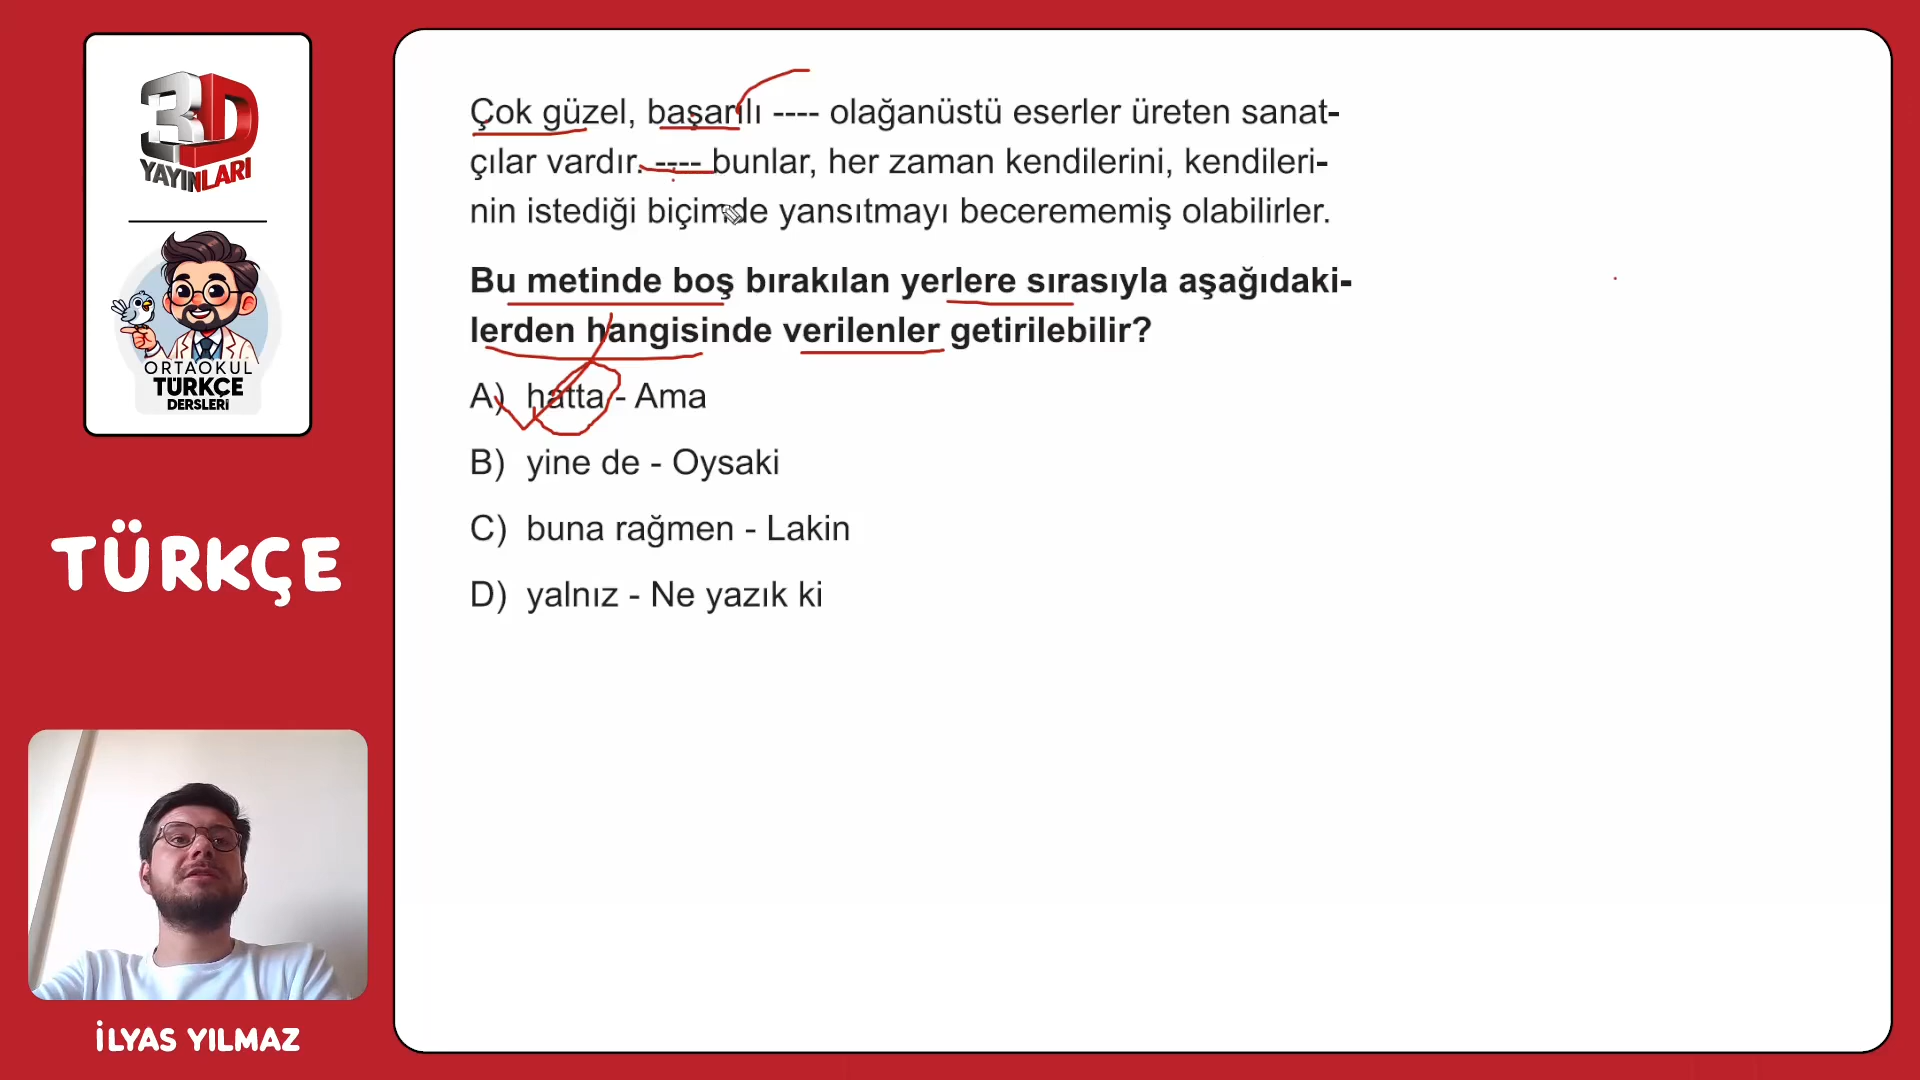 3D
YAYINLARI
ORTAOKUL
TÜRKÇE
DERSLERİ
TÜRKÇE
İLYAS YILMAZ
Çok güzel, başarılı ---- olağanüstü eserler üreten sanat-
çılar vardır. ---- bunlar, her zaman kendilerini, kendileri-
nin istediği biçimde yansıtmayı beceremmemiş olabilirler.
Bu metinde boş bırakılan yerlere sırasıyla aşağıdaki-
lerden hangisinde verilenler getirilebilir?
A) hatta - Ama
B) yine de - Oysaki
C) buna rağmen - Lakin
D) yalnız - Ne yazık ki